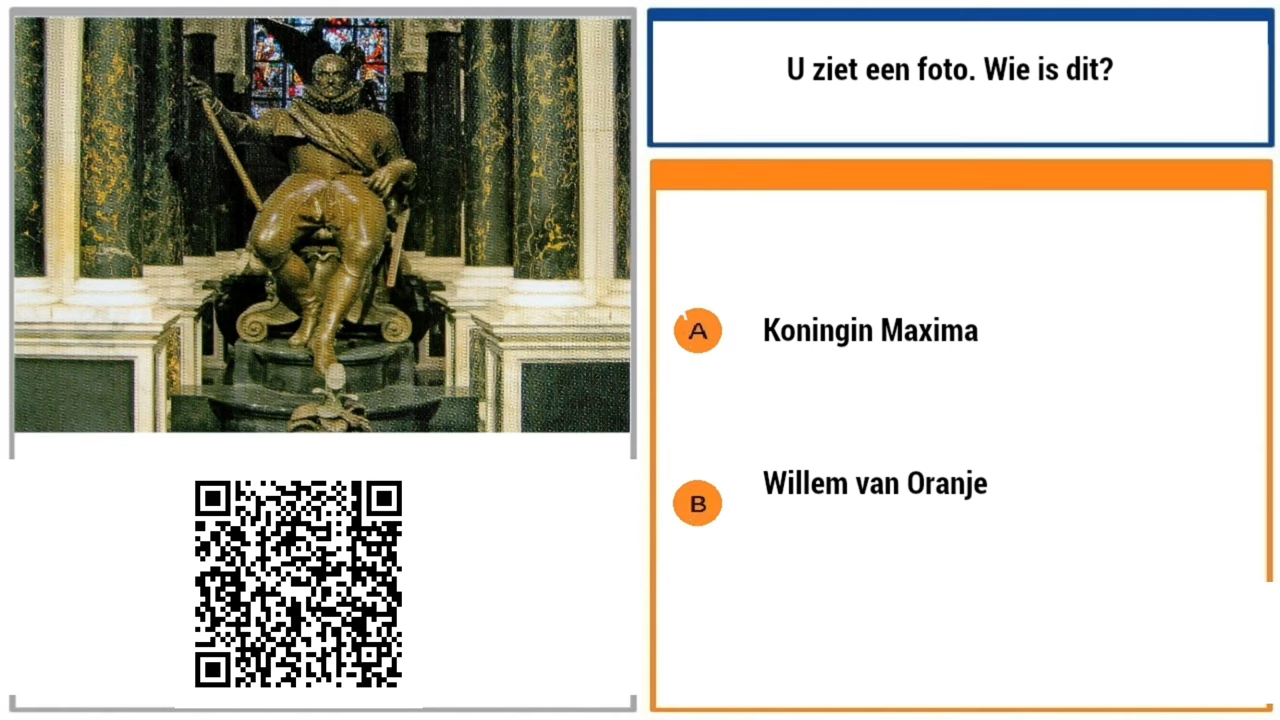 U ziet een foto. Wie is dit?
A Koningin Maxima
B Willem van Oranje